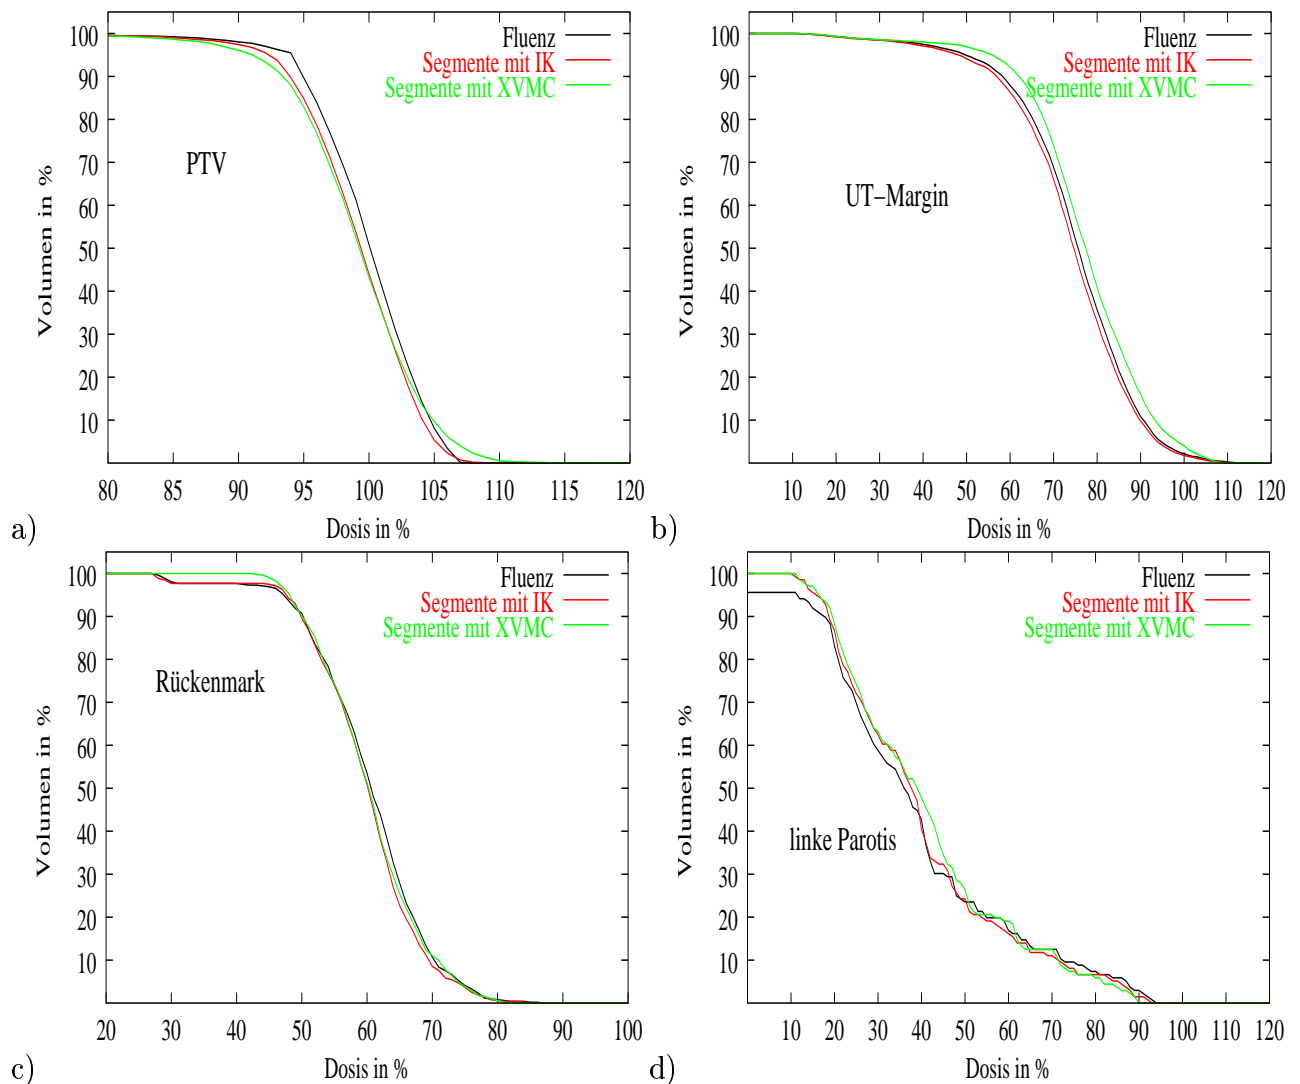 100
90
80
70
60
50
40
30
20
10
Volumen in %
Fluenz
Segmente mit IK
Segmente mit XVMC
PTV
80 85 90 95 100 105 110 115 120
Dosis in %
a)
100
90
80
70
60
50
40
30
20
10
Volumen in %
Fluenz
Segmente mit IK
Segmente mit XVMC
UT–Margin
10 20 30 40 50 60 70 80 90 100 110 120
Dosis in %
b)
100
90
80
70
60
50
40
30
20
10
Volumen in %
Fluenz
Segmente mit IK
Segmente mit XVMC
Rückenmark
20 30 40 50 60 70 80 90 100
Dosis in %
c)
100
90
80
70
60
50
40
30
20
10
Volumen in %
Fluenz
Segmente mit IK
Segmente mit XVMC
linke Parotis
10 20 30 40 50 60 70 80 90 100 110 120
Dosis in %
d)